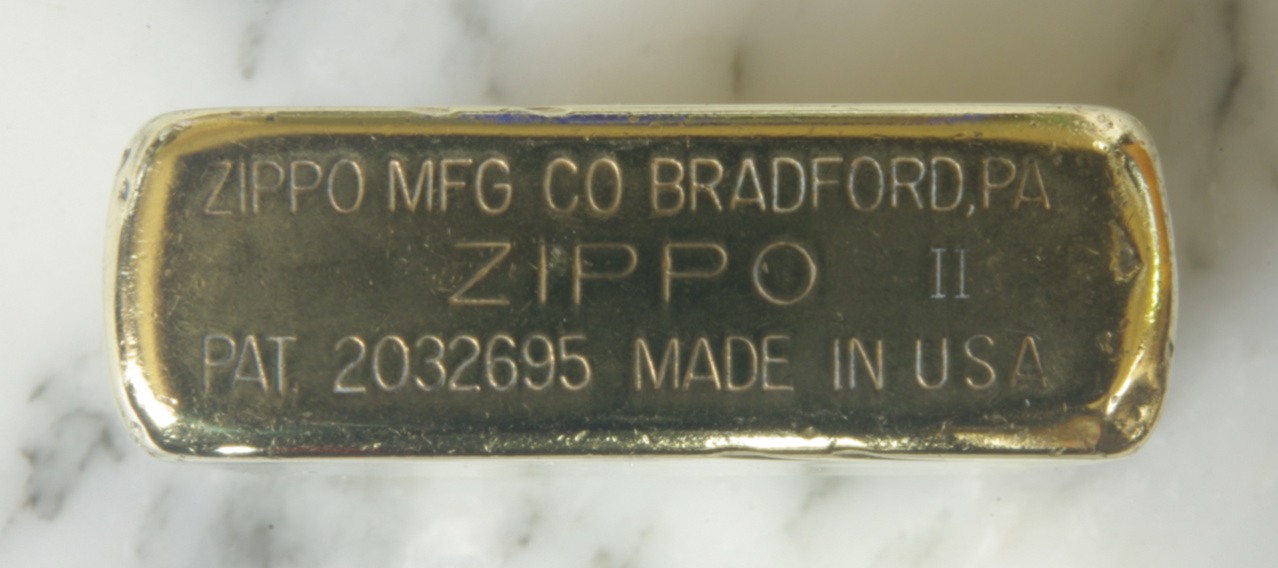 ZIPPO MFG CO BRADFORD,PA
ZIPPO II
PAT. 2032695 MADE IN USA